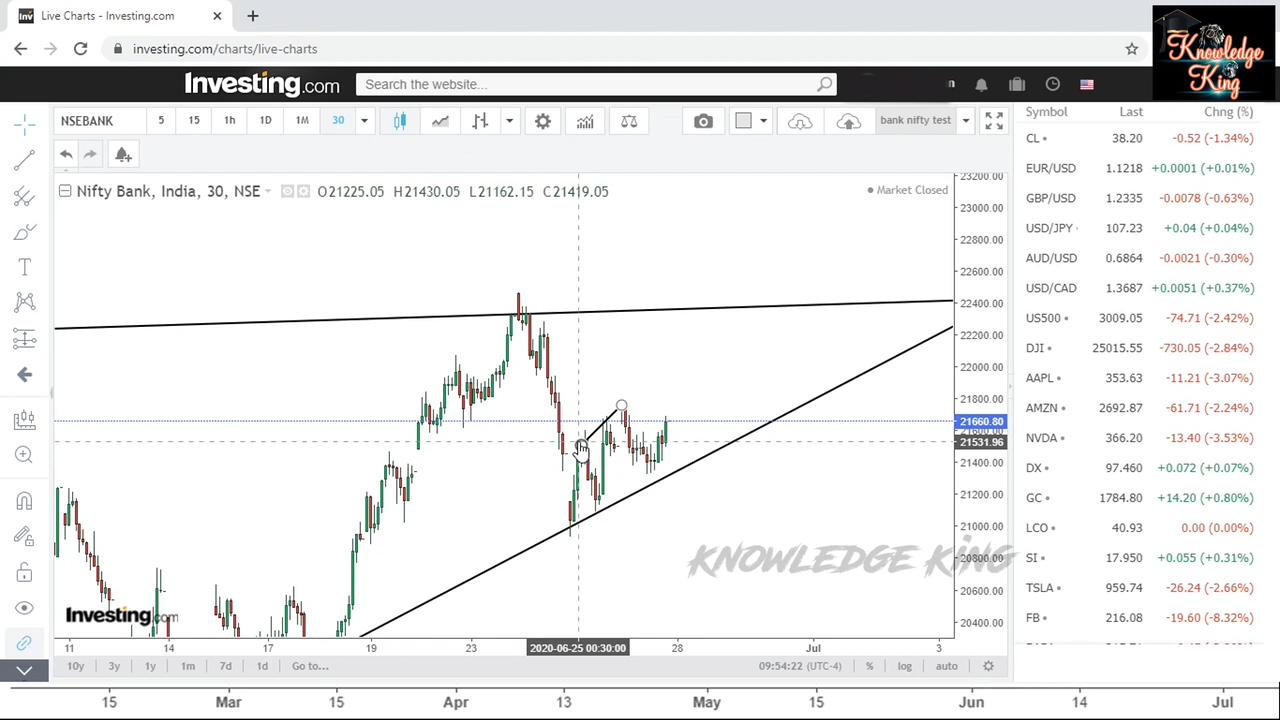 Live Charts - Investing.com
investing.com/charts/live-charts
Knowledge
King
Investing.com
Search the website...
n
NSEBANK
5
15
1h
1D
1M
30
bank nifty test
Symbol Last Chng (%)
Nifty Bank, India, 30, NSE
O21225.05 H21430.05 L21162.15 C21419.05
Market Closed
CL 38.20 -0.52 (-1.34%)
EUR/USD 1.1218 +0.0001 (+0.01%)
GBP/USD 1.2335 -0.0078 (-0.63%)
USD/JPY 107.23 +0.04 (+0.04%)
AUD/USD 0.6864 -0.0021 (-0.30%)
USD/CAD 1.3687 +0.0051 (+0.37%)
US500 3009.05 -74.71 (-2.42%)
DJI 25015.55 -730.05 (-2.84%)
AAPL 353.63 -11.21 (-3.07%)
AMZN 2692.87 -61.71 (-2.24%)
NVDA 366.20 -13.40 (-3.53%)
DX 97.460 +0.072 (+0.07%)
GC 1784.80 +14.20 (+0.80%)
LCO 40.93 0.00 (0.00%)
SI 17.950 +0.055 (+0.31%)
TSLA 959.74 -26.24 (-2.66%)
FB 216.08 -19.60 (-8.32%)
23200.00
23000.00
22800.00
22600.00
22400.00
22200.00
22000.00
21800.00
21660.80
21600.00
21531.96
21400.00
21200.00
21000.00
20800.00
20600.00
20400.00
KNOWLEDGE KING
Investing.com
11 14 17 19 23 2020-06-25 00:30:00 28 Jul 3
10y 3y 1y 1m 7d 1d Go to... 09:54:22 (UTC-4) % log auto
15 Mar 15 Apr 13 May 15 Jun 14 Jul